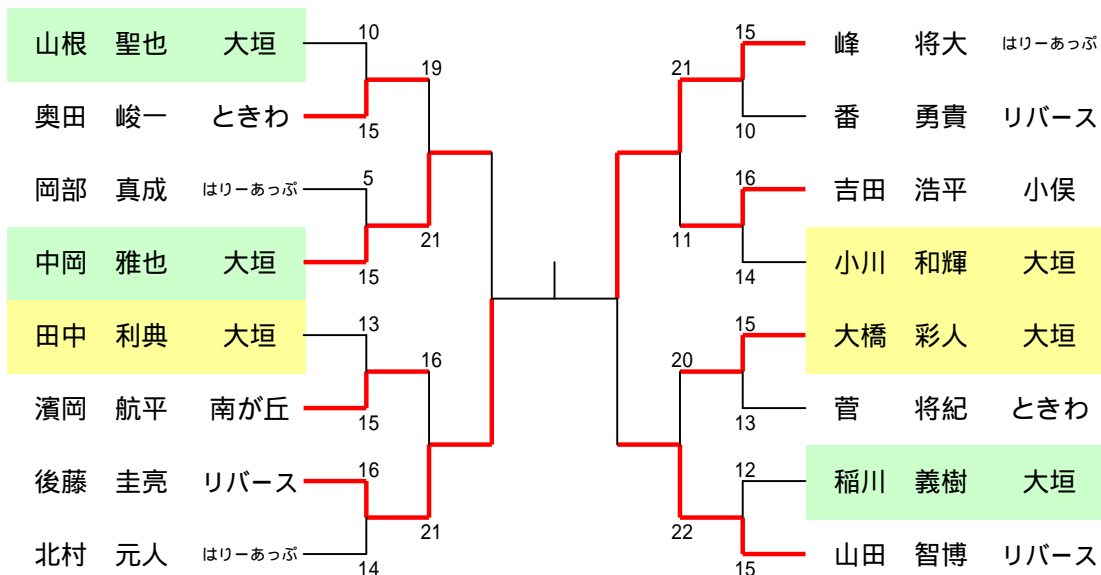 山根 聖也 大垣
奥田 峻一 ときわ
岡部 真成 はりーあっぷ
中岡 雅也 大垣
田中 利典 大垣
濱岡 航平 南が丘
後藤 圭亮 リバース
北村 元人 はりーあっぷ
10
15
5
15
13
15
16
14
19
21
16
21
21
11
20
22
15
10
16
14
15
13
12
15
峰 将大 はりーあっぷ
番 勇貴 リバース
吉田 浩平 小俣
小川 和輝 大垣
大橋 彩人 大垣
菅 将紀 ときわ
稲川 義樹 大垣
山田 智博 リバース